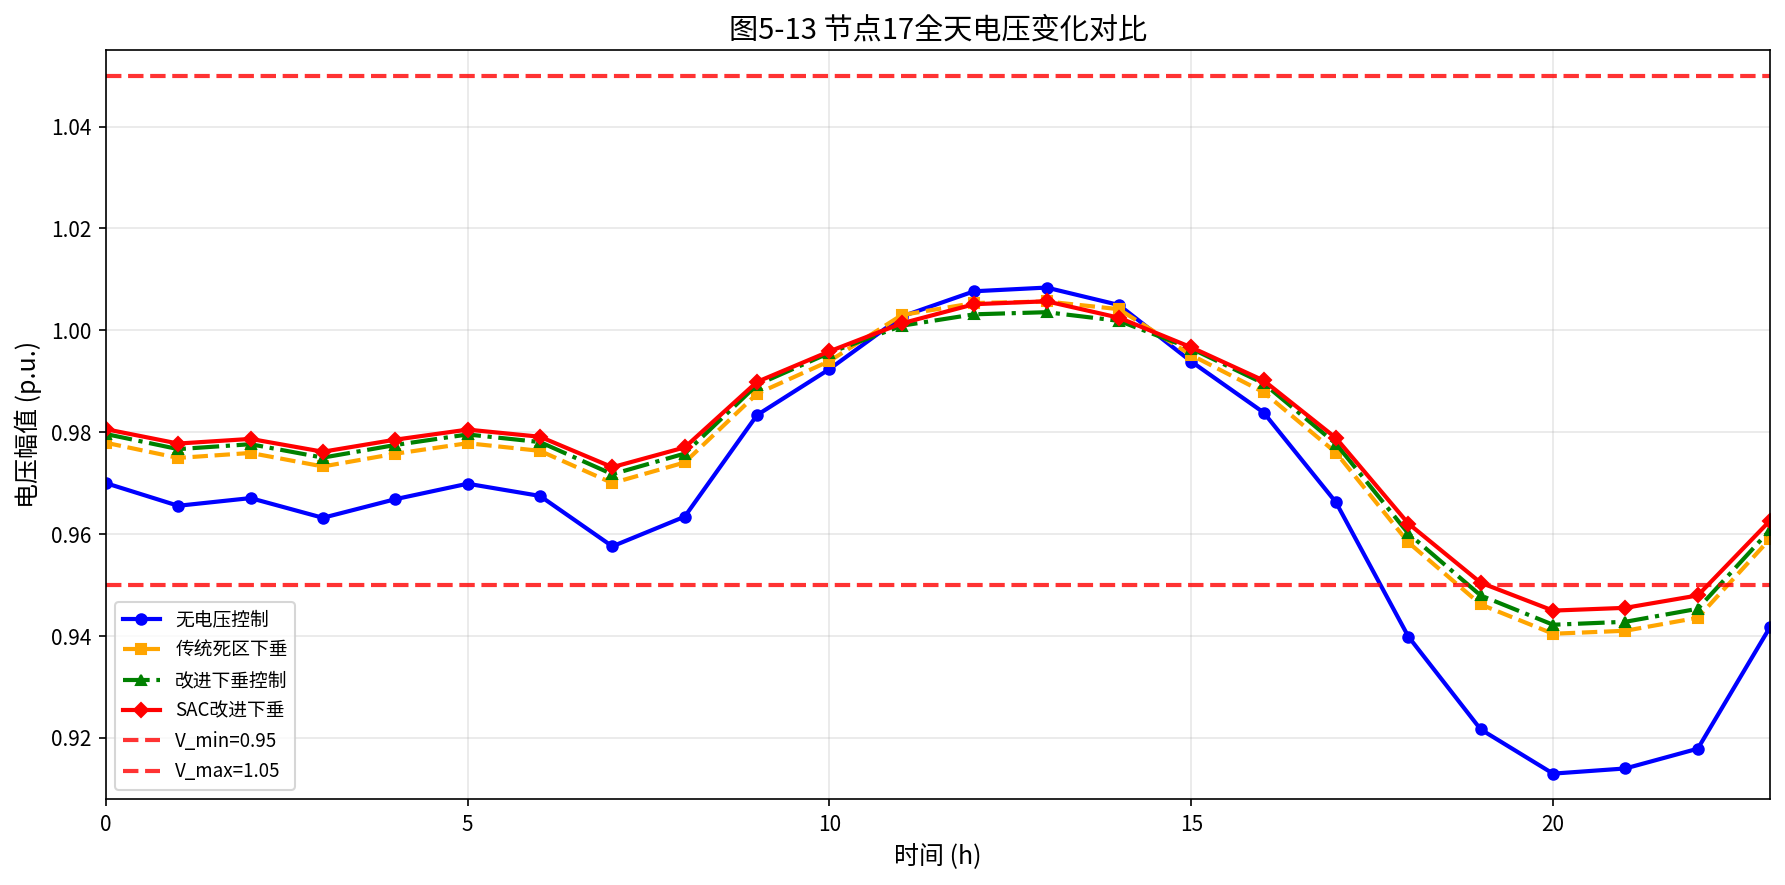 图5-13 节点17全天电压变化对比
电压幅值 (p.u.)
1.04
1.02
1.00
0.98
0.96
0.94
0.92
无电压控制
传统死区下垂
改进下垂控制
SAC改进下垂
V_min=0.95
V_max=1.05
0 5 10 15 20
时间 (h)